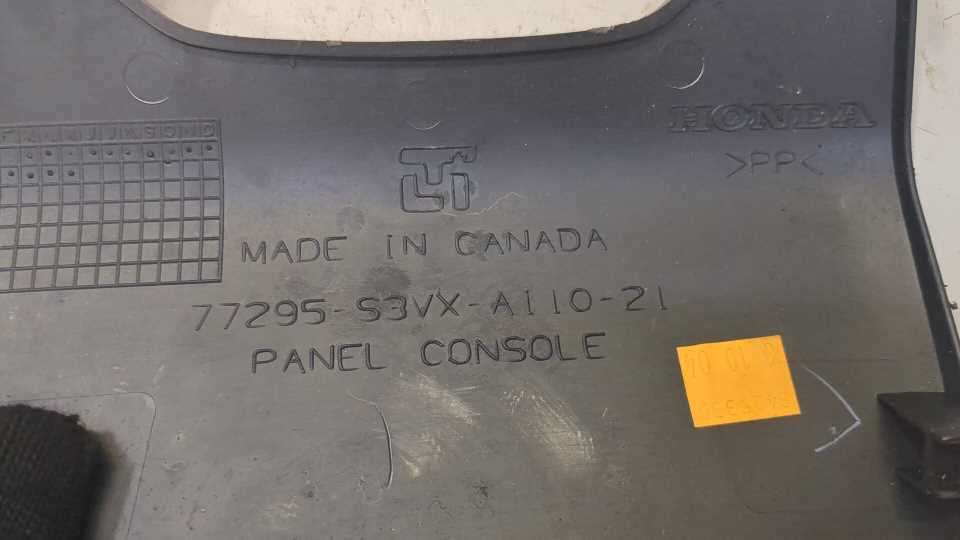 F M A M J J A S O N D
HONDA
>PP<
MADE IN CANADA
77295-S3VX-A110-21
PANEL CONSOLE